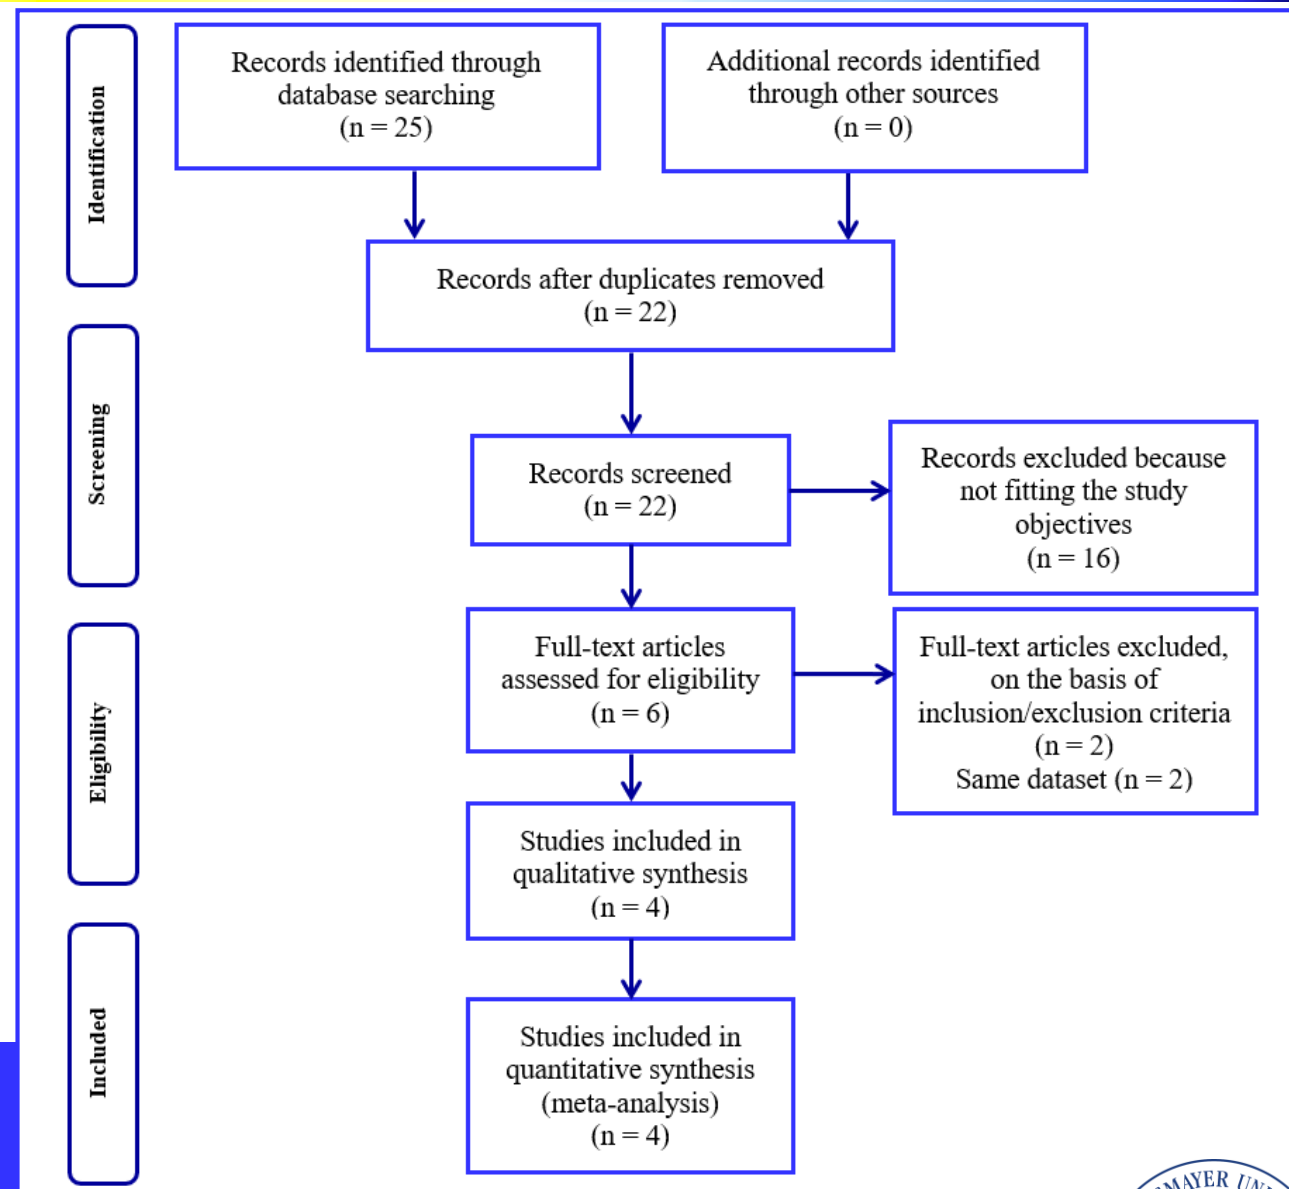 Identification
Records identified through
database searching
(n = 25)
Additional records identified
through other sources
(n = 0)
Records after duplicates removed
(n = 22)
Screening
Records screened
(n = 22)
Records excluded because
not fitting the study
objectives
(n = 16)
Eligibility
Full-text articles
assessed for eligibility
(n = 6)
Full-text articles excluded,
on the basis of
inclusion/exclusion criteria
(n = 2)
Same dataset (n = 2)
Studies included in
qualitative synthesis
(n = 4)
Included
Studies included in
quantitative synthesis
(meta-analysis)
(n = 4)